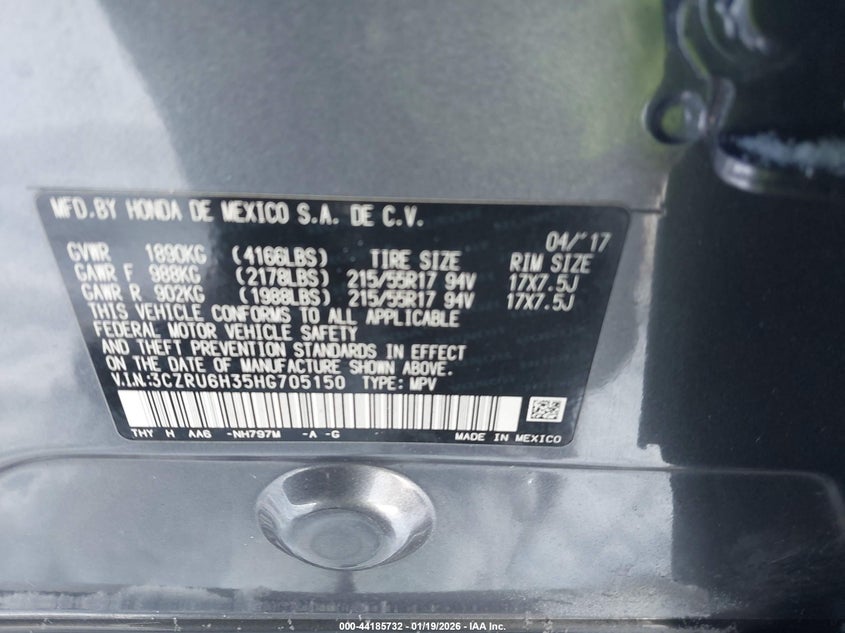 MFD.BY HONDA DE MEXICO S.A. DE C.V.
04/'17
GVWR 1890KG (4166LBS) TIRE SIZE RIM SIZE
GAWR F 988KG (2178LBS) 215/55R17 94V 17X7.5J
GAWR R 902KG (1988LBS) 215/55R17 94V 17X7.5J
THIS VEHICLE CONFORMS TO ALL APPLICABLE
FEDERAL MOTOR VEHICLE SAFETY
AND THEFT PREVENTION STANDARDS IN EFFECT
ON THE DATE OF MANUFACTURE SHOWN ABOVE.
V.I.N:3CZRU6H35HG705150 TYPE: MPV
THY H AA6 -NH797M -A -G MADE IN MEXICO
000-44185732 - 01/19/2026 - IAA Inc.